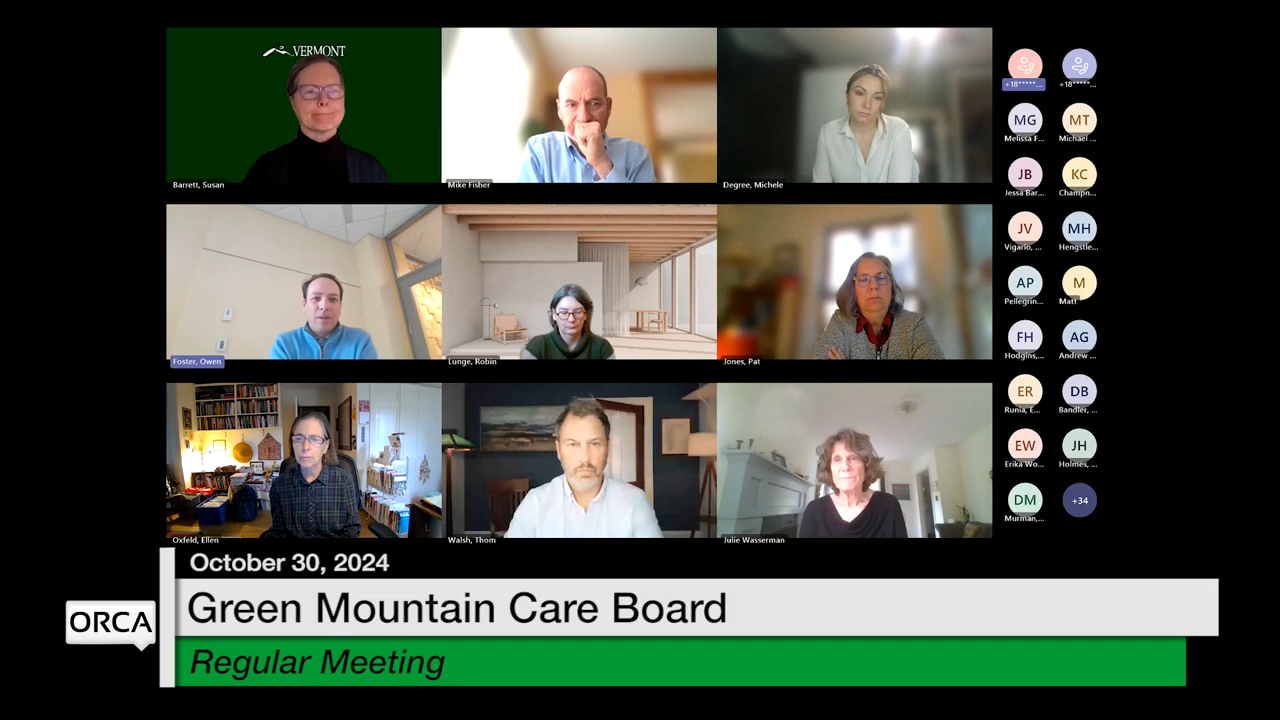 VERMONT
Barrett, Susan
Mike Fisher
Degree, Michele
Foster, Owen
Lunge, Robin
Jones, Pat
Oxfeld, Ellen
Walsh, Thom
Julie Wasserman
+18*****... +18*****...
MG MT
Melissa F... Michael ...
JB KC
Jessa Bar... Champn...
JV MH
Vigario, ... Hengstle...
AP M
Pellegrin... Matt
FH AG
Hodgins,... Andrew ...
ER DB
Runia, E... Bandler, ...
EW JH
Erika Wo... Holmes, ...
DM +34
Murman,...
October 30, 2024
ORCA
Green Mountain Care Board
Regular Meeting